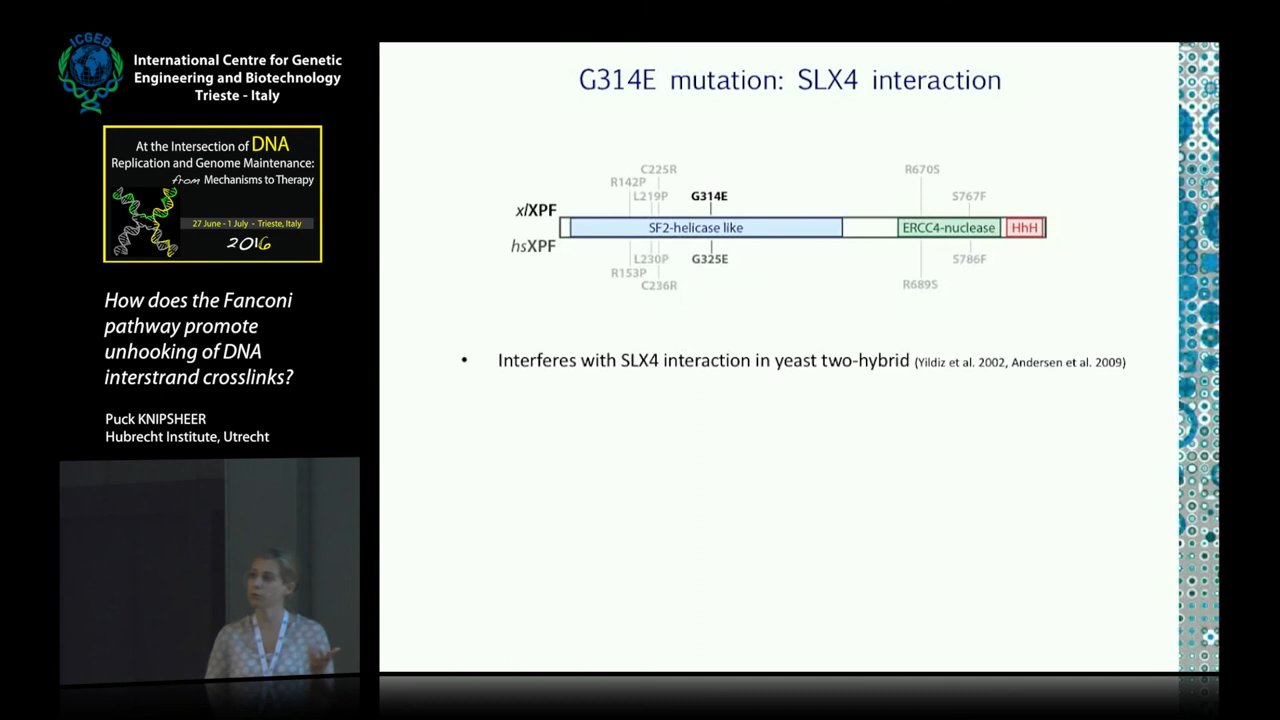 ICGEB
International Centre for Genetic
Engineering and Biotechnology
Trieste - Italy
At the Intersection of DNA
Replication and Genome Maintenance:
from Mechanisms to Therapy
27 June - 1 July - Trieste, Italy
2016
How does the Fanconi
pathway promote
unhooking of DNA
interstrand crosslinks?
Puck KNIPSHEER
Hubrecht Institute, Utrecht
G314E mutation: SLX4 interaction
C225R
R670S
R142P
L219P
G314E
S767F
xlXPF
SF2-helicase like
ERCC4-nuclease
HhH
hsXPF
L230P
G325E
S786F
R153P
C236R
R689S
• Interferes with SLX4 interaction in yeast two-hybrid (Yildiz et al. 2002, Andersen et al. 2009)